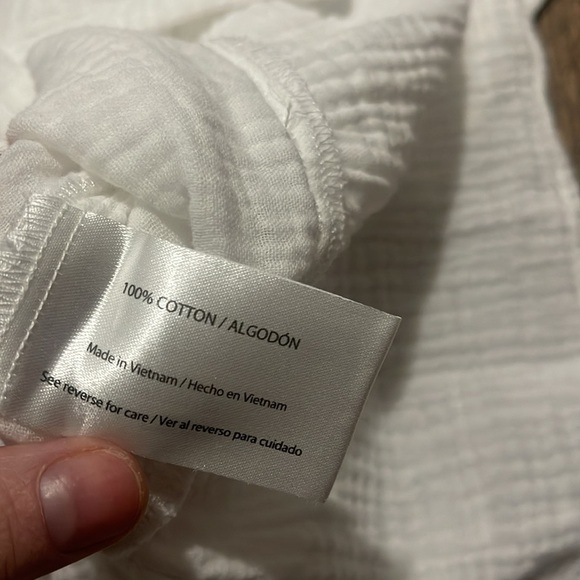 100% COTTON / ALGODÓN
Made in Vietnam / Hecho en Vietnam
See reverse for care / Ver al reverso para cuidado